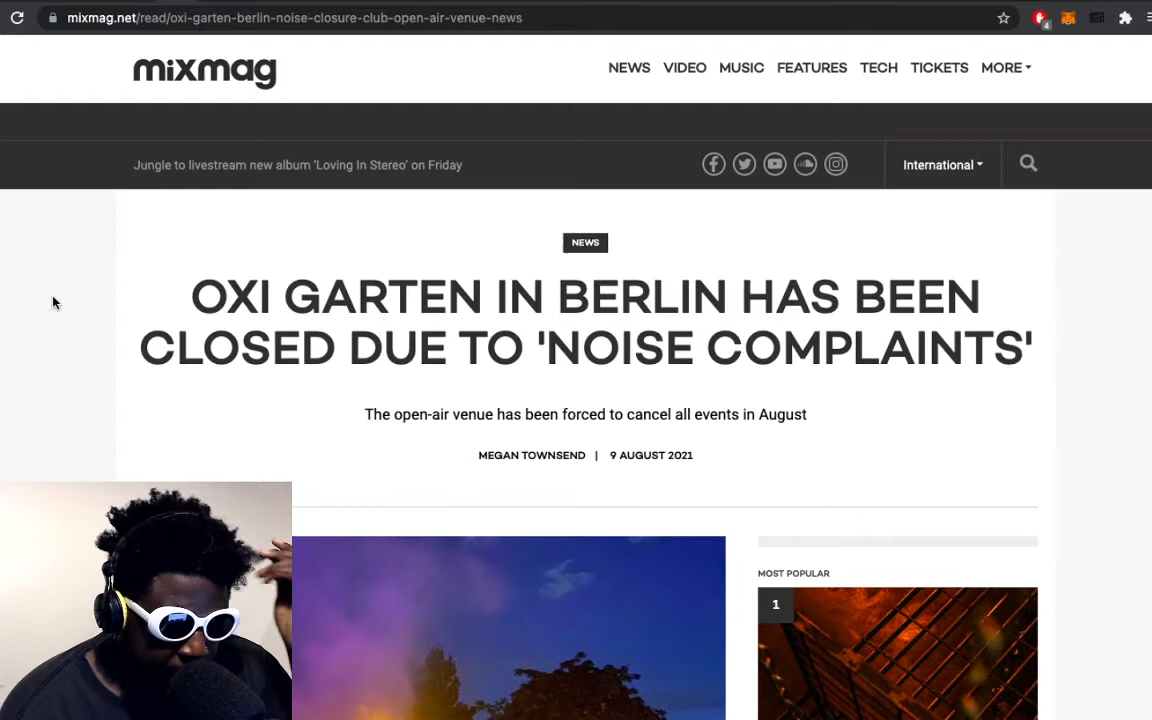 mixmag.net/read/oxi-garten-berlin-noise-closure-club-open-air-venue-news
4
mixmag
NEWS VIDEO MUSIC FEATURES TECH TICKETS MORE
Jungle to livestream new album ‘Loving In Stereo’ on Friday
International
NEWS
OXI GARTEN IN BERLIN HAS BEEN
CLOSED DUE TO 'NOISE COMPLAINTS'
The open-air venue has been forced to cancel all events in August
MEGAN TOWNSEND | 9 AUGUST 2021
MOST POPULAR
1